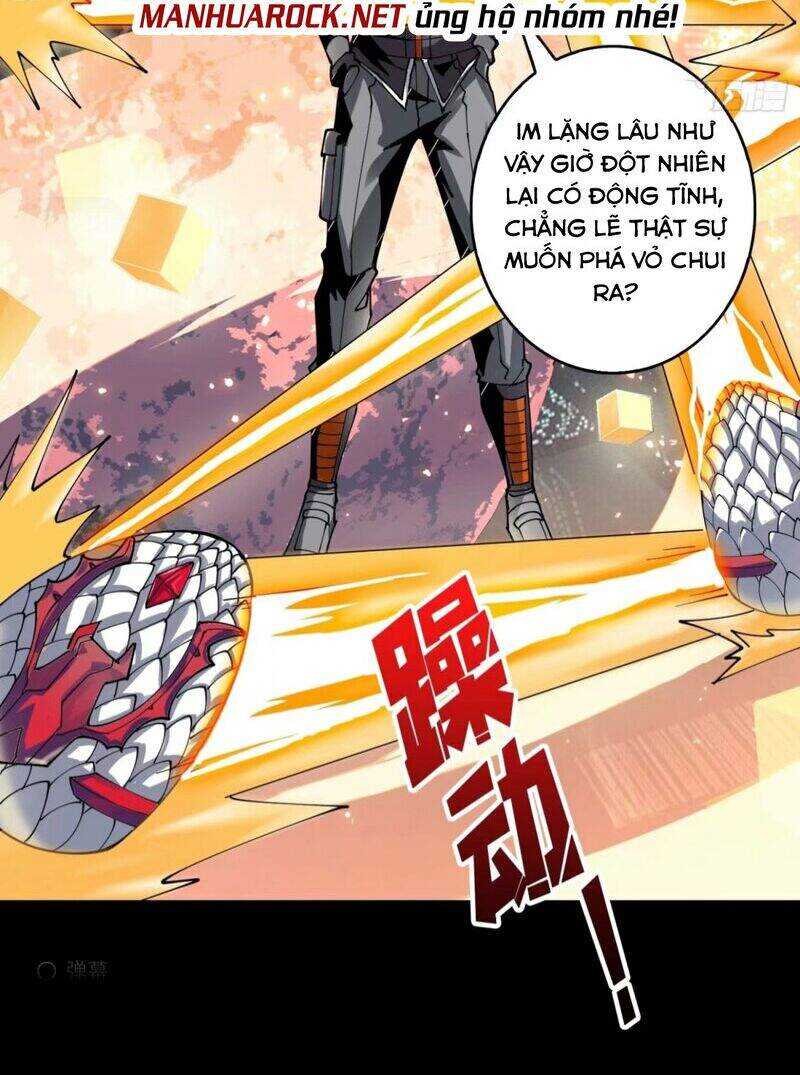 MANHUAROCK.NET ủng hộ nhóm nhé!
IM LẶNG LÂU NHƯ
VẬY GIỜ ĐỘT NHIÊN
LẠI CÓ ĐỘNG TĨNH,
CHẲNG LẼ THẬT SỰ
MUỐN PHÁ VỎ CHUI
RA?
躁动!
弹幕